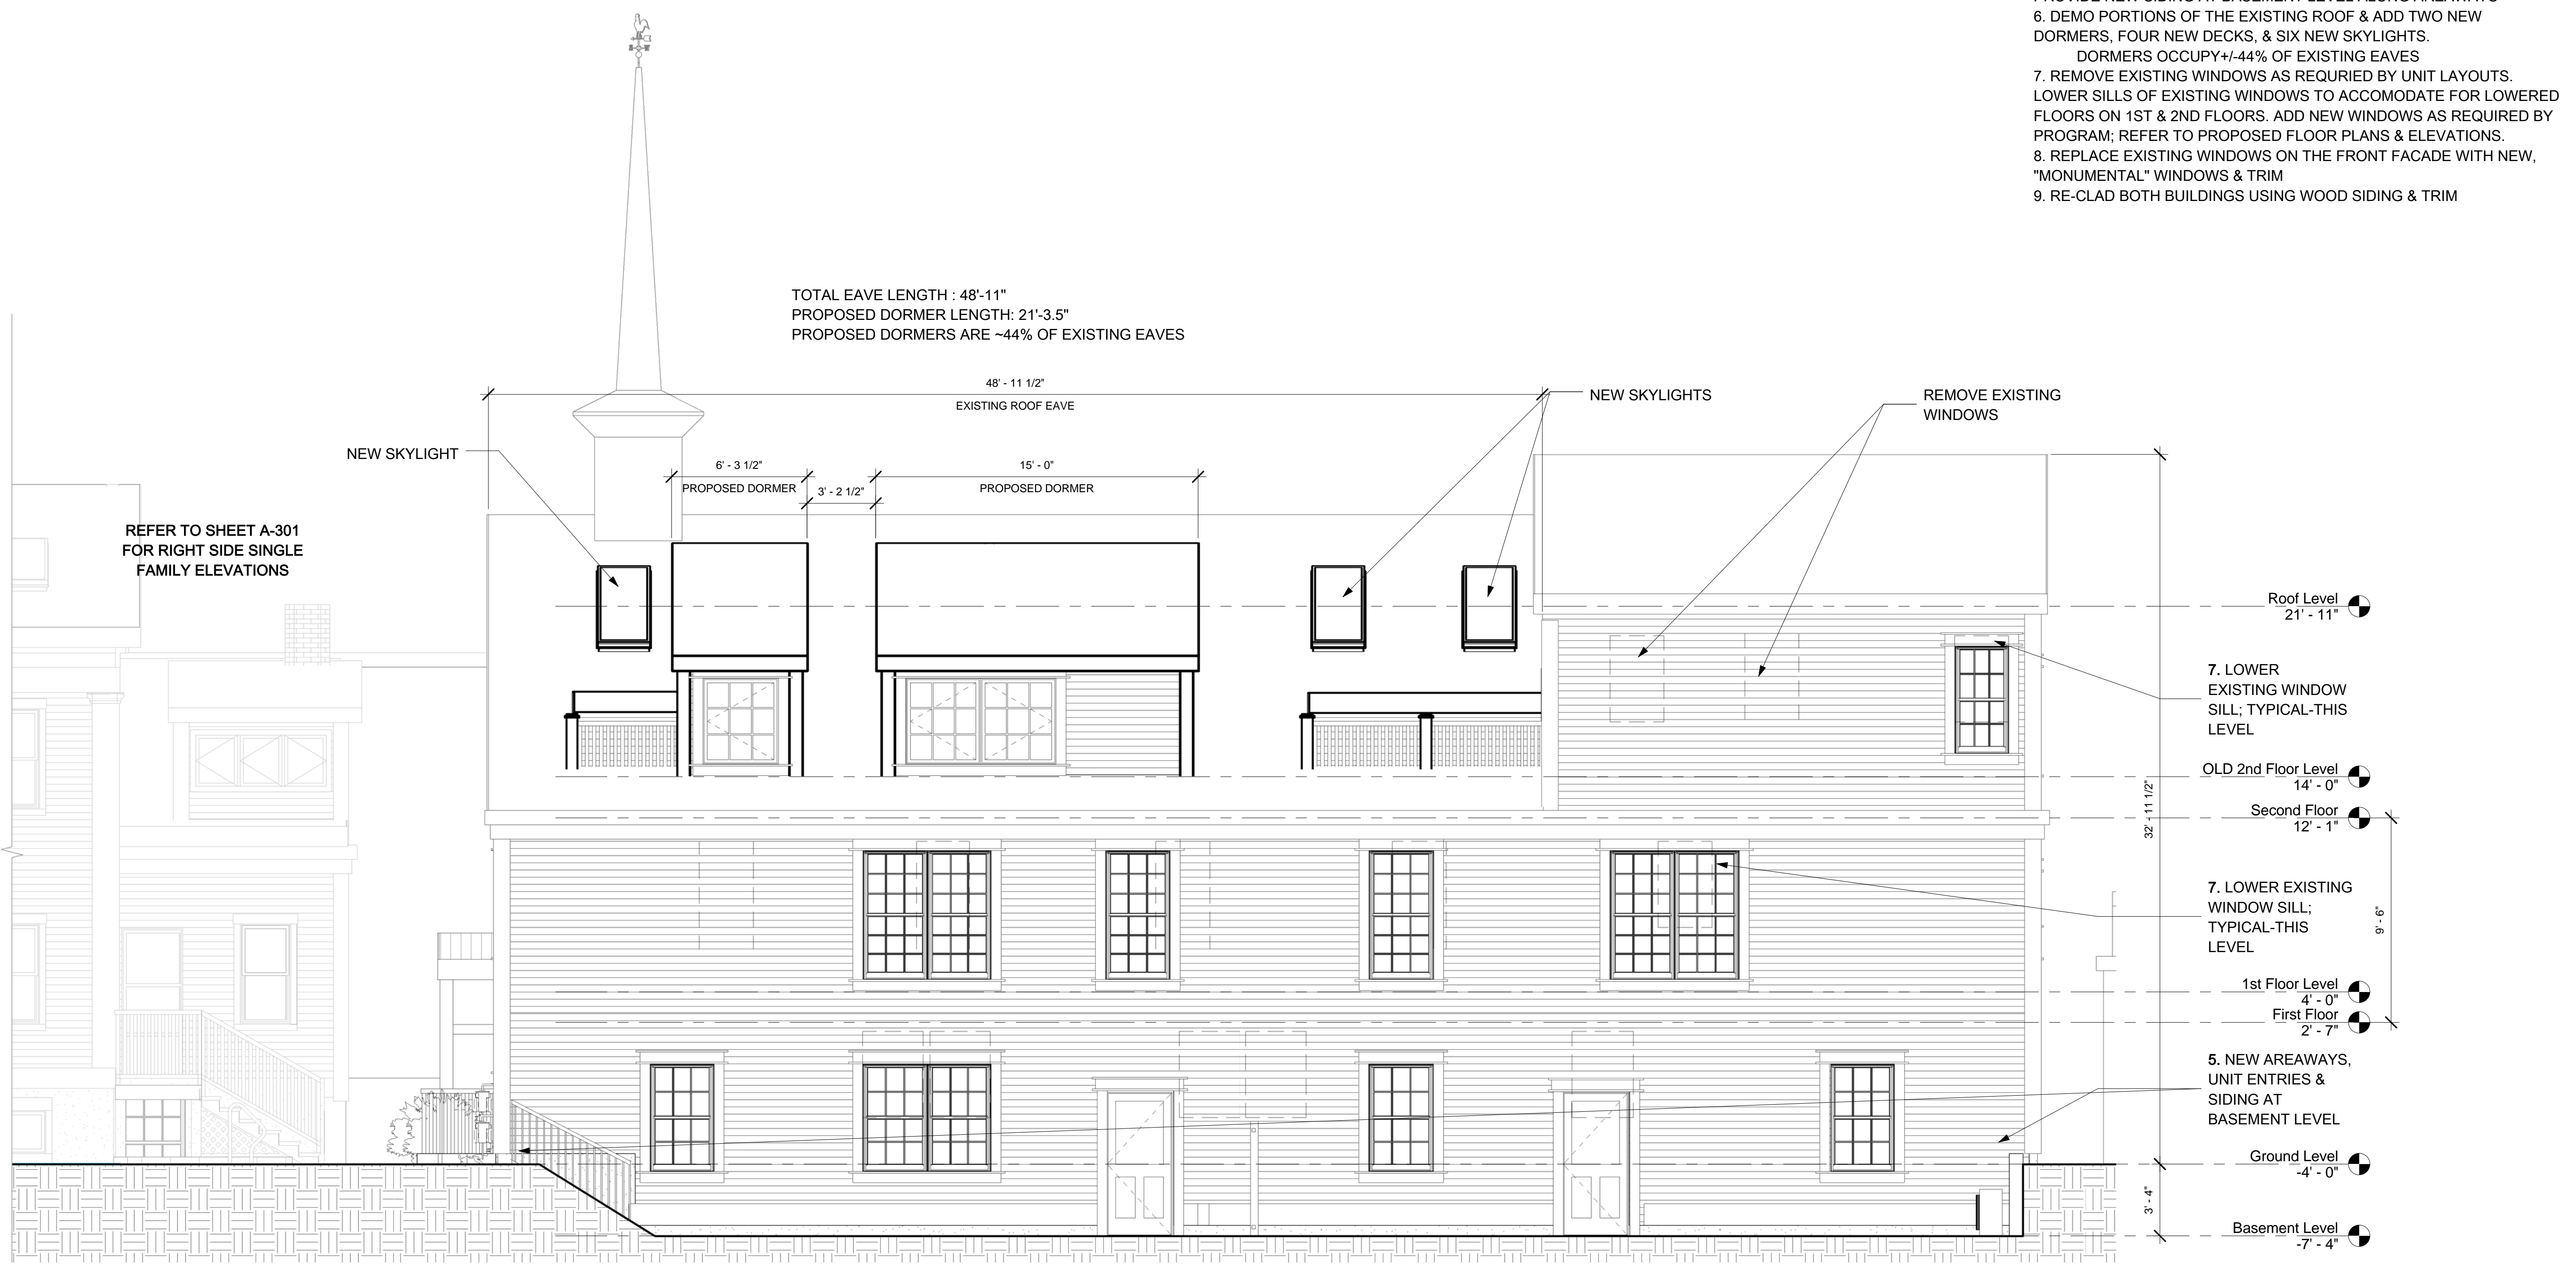 6. DEMO PORTIONS OF THE EXISTING ROOF & ADD TWO NEW
DORMERS, FOUR NEW DECKS, & SIX NEW SKYLIGHTS.
DORMERS OCCUPY+/-44% OF EXISTING EAVES
7. REMOVE EXISTING WINDOWS AS REQURIED BY UNIT LAYOUTS.
LOWER SILLS OF EXISTING WINDOWS TO ACCOMODATE FOR LOWERED
FLOORS ON 1ST & 2ND FLOORS. ADD NEW WINDOWS AS REQUIRED BY
PROGRAM; REFER TO PROPOSED FLOOR PLANS & ELEVATIONS.
8. REPLACE EXISTING WINDOWS ON THE FRONT FACADE WITH NEW,
"MONUMENTAL" WINDOWS & TRIM
9. RE-CLAD BOTH BUILDINGS USING WOOD SIDING & TRIM
TOTAL EAVE LENGTH : 48'-11"
PROPOSED DORMER LENGTH: 21'-3.5"
PROPOSED DORMERS ARE ~44% OF EXISTING EAVES
48' - 11 1/2"
EXISTING ROOF EAVE
NEW SKYLIGHTS
REMOVE EXISTING
WINDOWS
NEW SKYLIGHT
6' - 3 1/2"
PROPOSED DORMER
3' - 2 1/2"
15' - 0"
PROPOSED DORMER
REFER TO SHEET A-301
FOR RIGHT SIDE SINGLE
FAMILY ELEVATIONS
Roof Level
21' - 11"
7. LOWER
EXISTING WINDOW
SILL; TYPICAL-THIS
LEVEL
OLD 2nd Floor Level
14' - 0"
32' - 11 1/2"
Second Floor
12' - 1"
7. LOWER EXISTING
WINDOW SILL;
TYPICAL-THIS
LEVEL
9' - 6"
1st Floor Level
4' - 0"
First Floor
2' - 7"
5. NEW AREAWAYS,
UNIT ENTRIES &
SIDING AT
BASEMENT LEVEL
Ground Level
-4' - 0"
3' - 4"
Basement Level
-7' - 4"